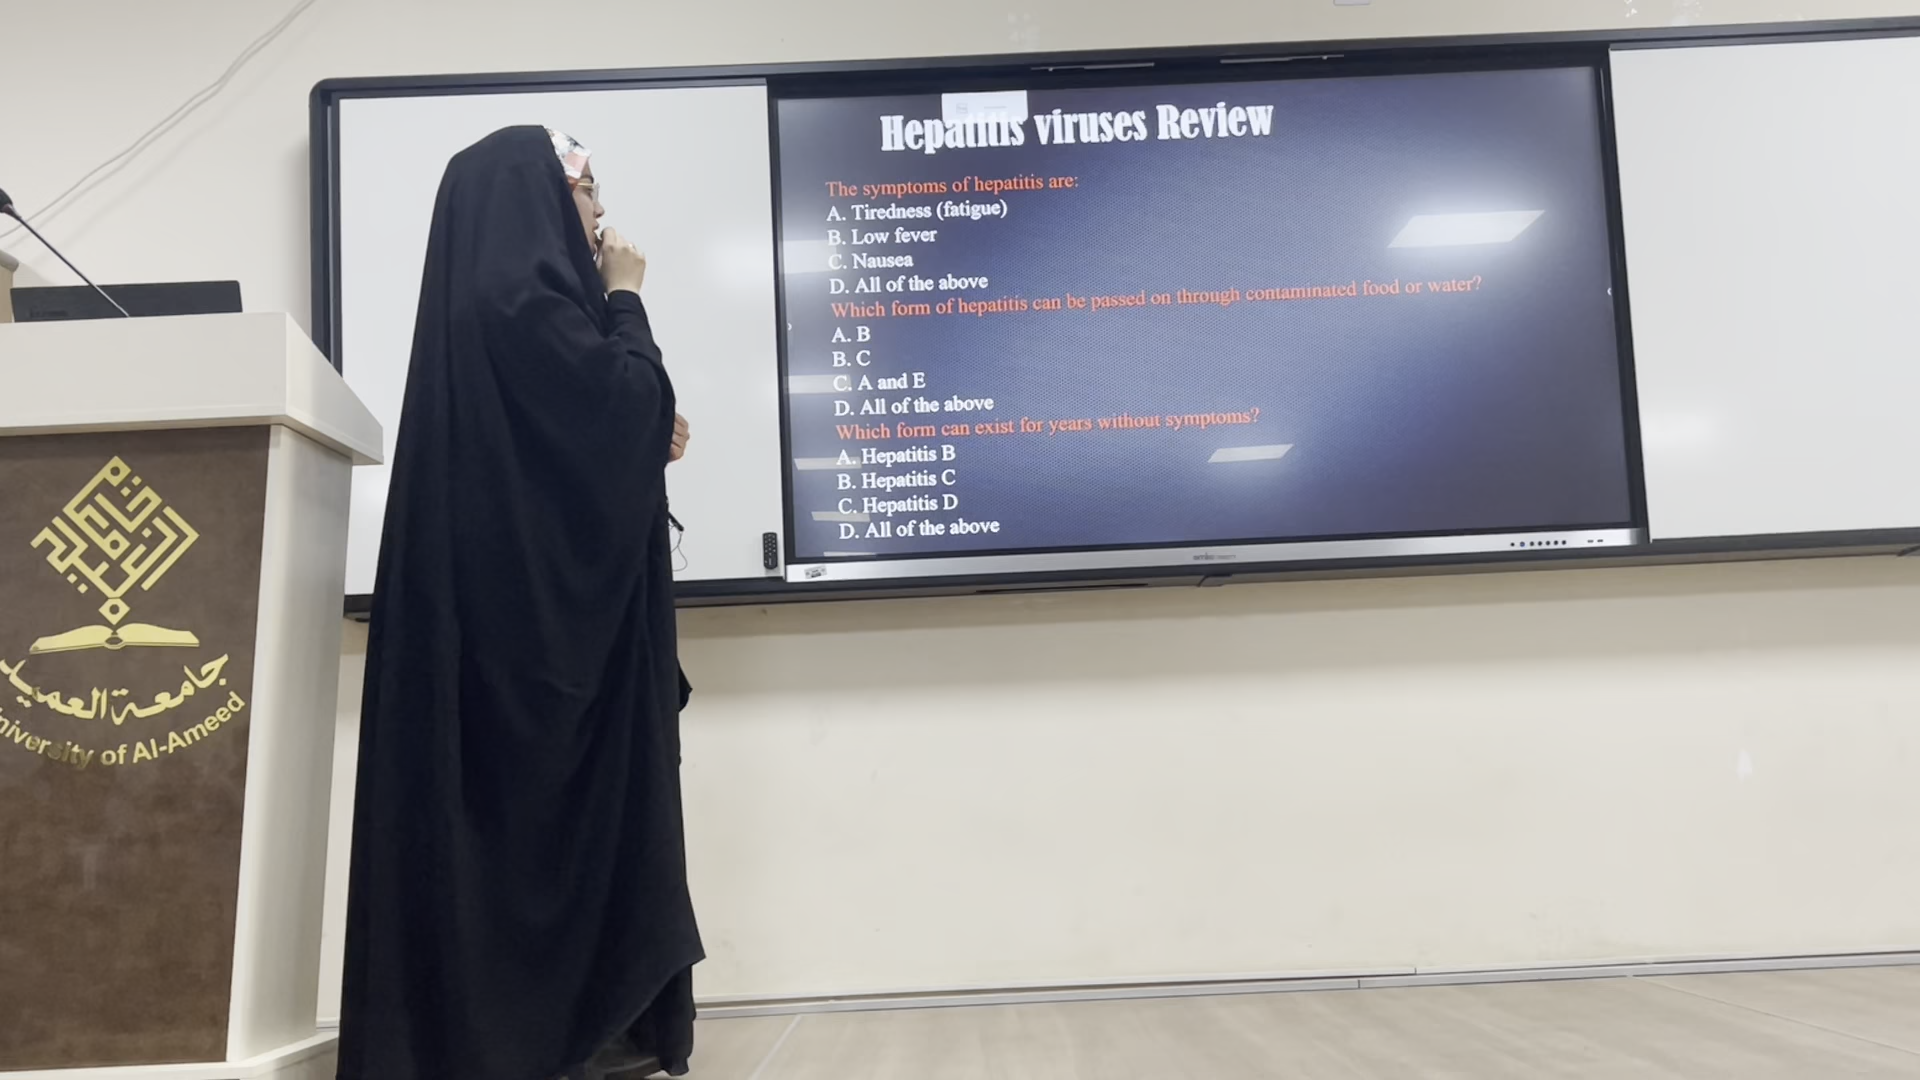 Hepatitis viruses Review
The symptoms of hepatitis are:
A. Tiredness (fatigue)
B. Low fever
C. Nausea
D. All of the above
Which form of hepatitis can be passed on through contaminated food or water?
A. B
B. C
C. A and E
D. All of the above
Which form can exist for years without symptoms?
A. Hepatitis B
B. Hepatitis C
C. Hepatitis D
D. All of the above
جامعة العميد
University of Al-Ameed